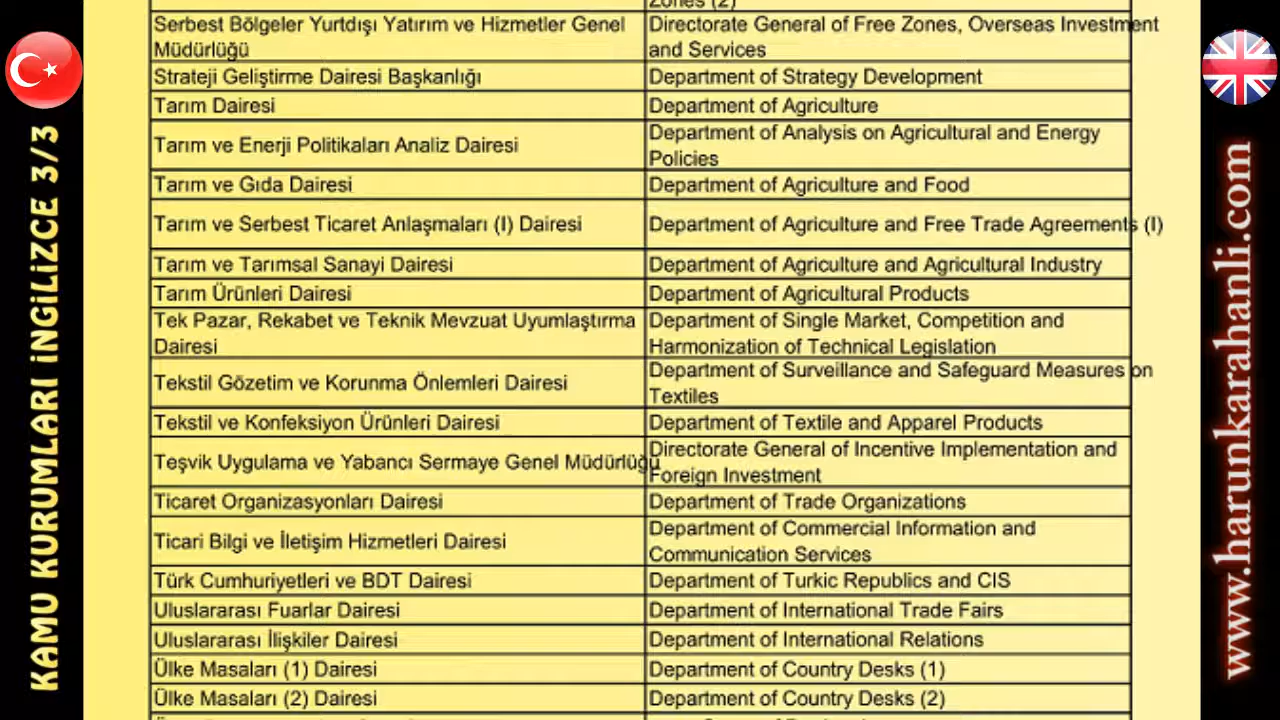 Zones (2)
Serbest Bölgeler Yurtdışı Yatırım ve Hizmetler Genel
Müdürlüğü
Directorate General of Free Zones, Overseas Investment
and Services
Strateji Geliştirme Dairesi Başkanlığı
Department of Strategy Development
Tarım Dairesi
Department of Agriculture
Tarım ve Enerji Politikaları Analiz Dairesi
Department of Analysis on Agricultural and Energy
Policies
Tarım ve Gıda Dairesi
Department of Agriculture and Food
Tarım ve Serbest Ticaret Anlaşmaları (I) Dairesi
Department of Agriculture and Free Trade Agreements (I)
Tarım ve Tarımsal Sanayi Dairesi
Department of Agriculture and Agricultural Industry
Tarım Ürünleri Dairesi
Department of Agricultural Products
Tek Pazar, Rekabet ve Teknik Mevzuat Uyumlaştırma
Dairesi
Department of Single Market, Competition and
Harmonization of Technical Legislation
Tekstil Gözetim ve Korunma Önlemleri Dairesi
Department of Surveillance and Safeguard Measures on
Textiles
Tekstil ve Konfeksiyon Ürünleri Dairesi
Department of Textile and Apparel Products
Teşvik Uygulama ve Yabancı Sermaye Genel Müdürlüğü
Directorate General of Incentive Implementation and
Foreign Investment
Ticaret Organizasyonları Dairesi
Department of Trade Organizations
Ticari Bilgi ve İletişim Hizmetleri Dairesi
Department of Commercial Information and
Communication Services
Türk Cumhuriyetleri ve BDT Dairesi
Department of Turkic Republics and CIS
Uluslararası Fuarlar Dairesi
Department of International Trade Fairs
Uluslararası İlişkiler Dairesi
Department of International Relations
Ülke Masaları (1) Dairesi
Department of Country Desks (1)
Ülke Masaları (2) Dairesi
Department of Country Desks (2)
KAMU KURUMLARI İNGİLİZCE 3/3
www.harunkarahanli.com